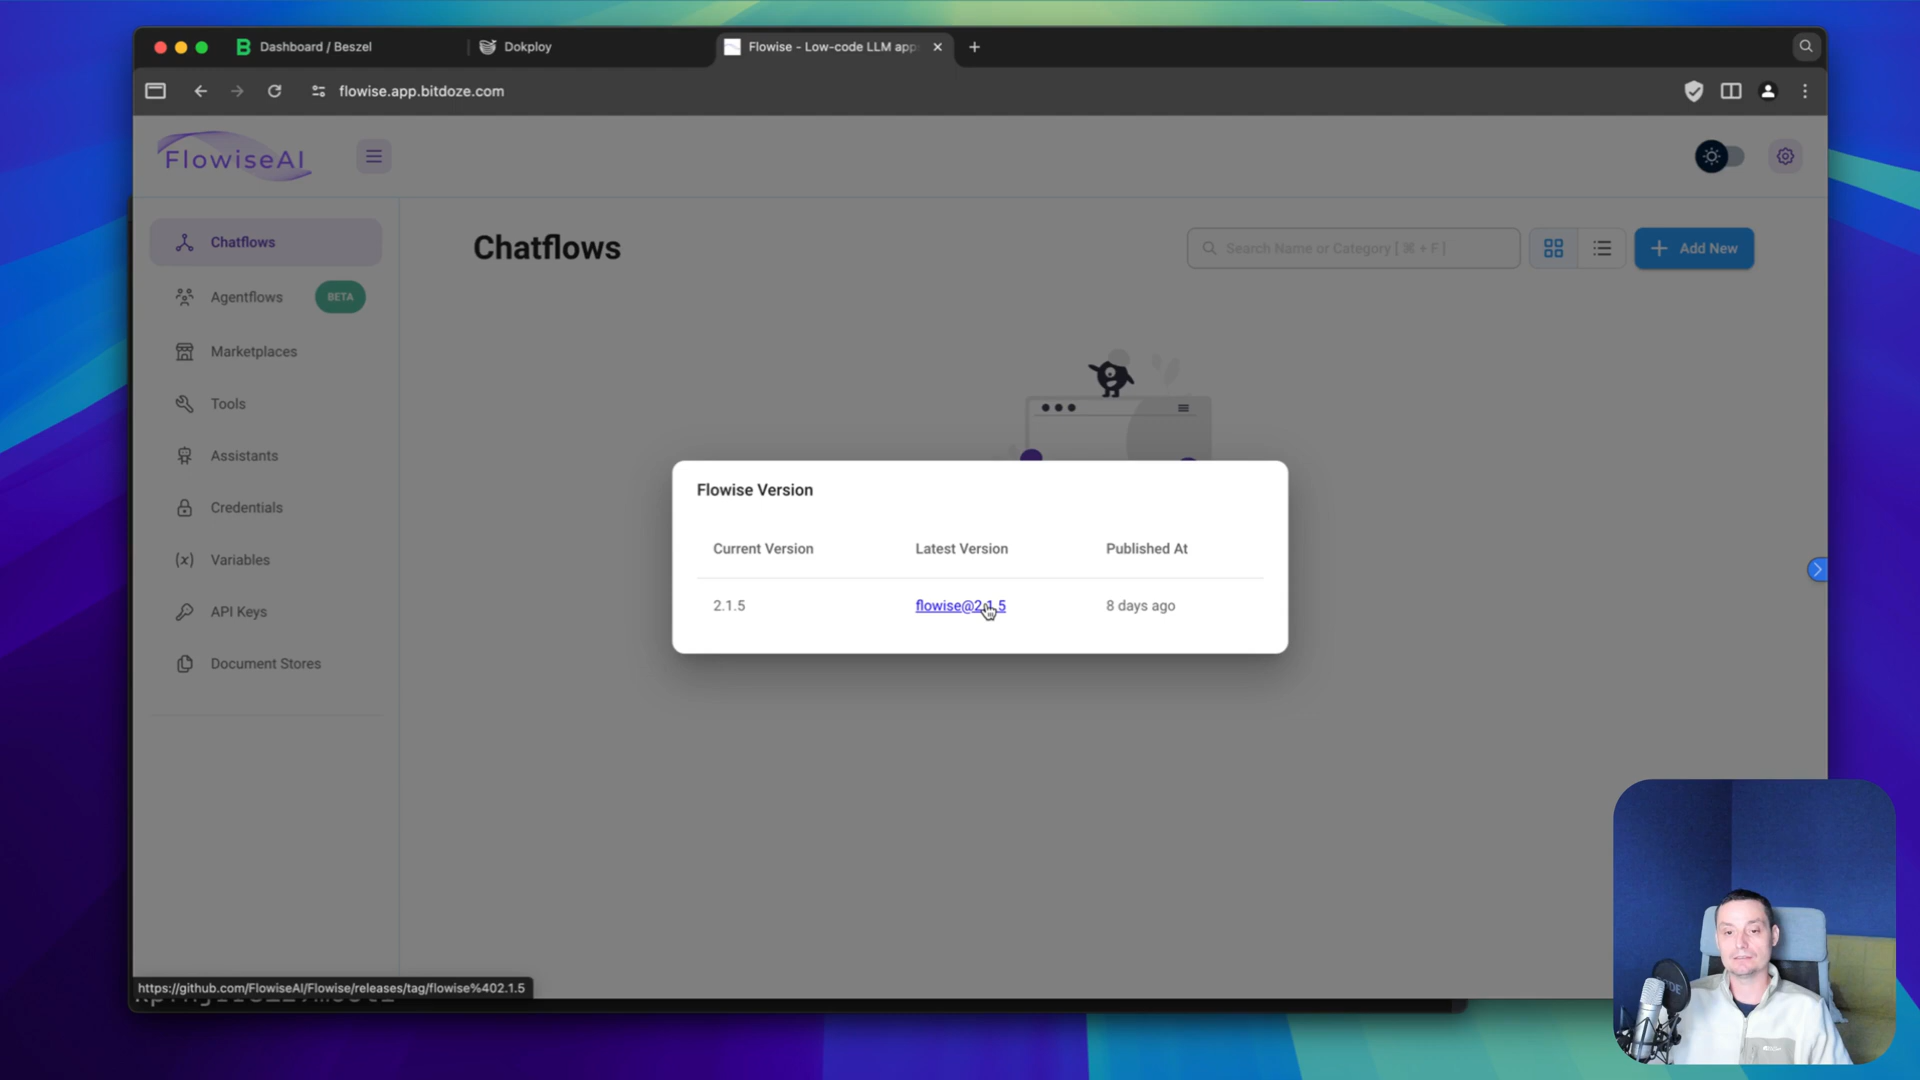 Dashboard / Beszel
Dokploy
Flowise - Low-code LLM app
flowise.app.bitdoze.com
FlowiseAI
Chatflows
Agentflows
BETA
Marketplaces
Tools
Assistants
Credentials
Variables
API Keys
Document Stores
Chatflows
Search Name or Category [ ⌘ + F ]
Add New
Flowise Version
Current Version
Latest Version
Published At
2.1.5
flowise@2.1.5
8 days ago
https://github.com/FlowiseAI/Flowise/releases/tag/flowise%402.1.5